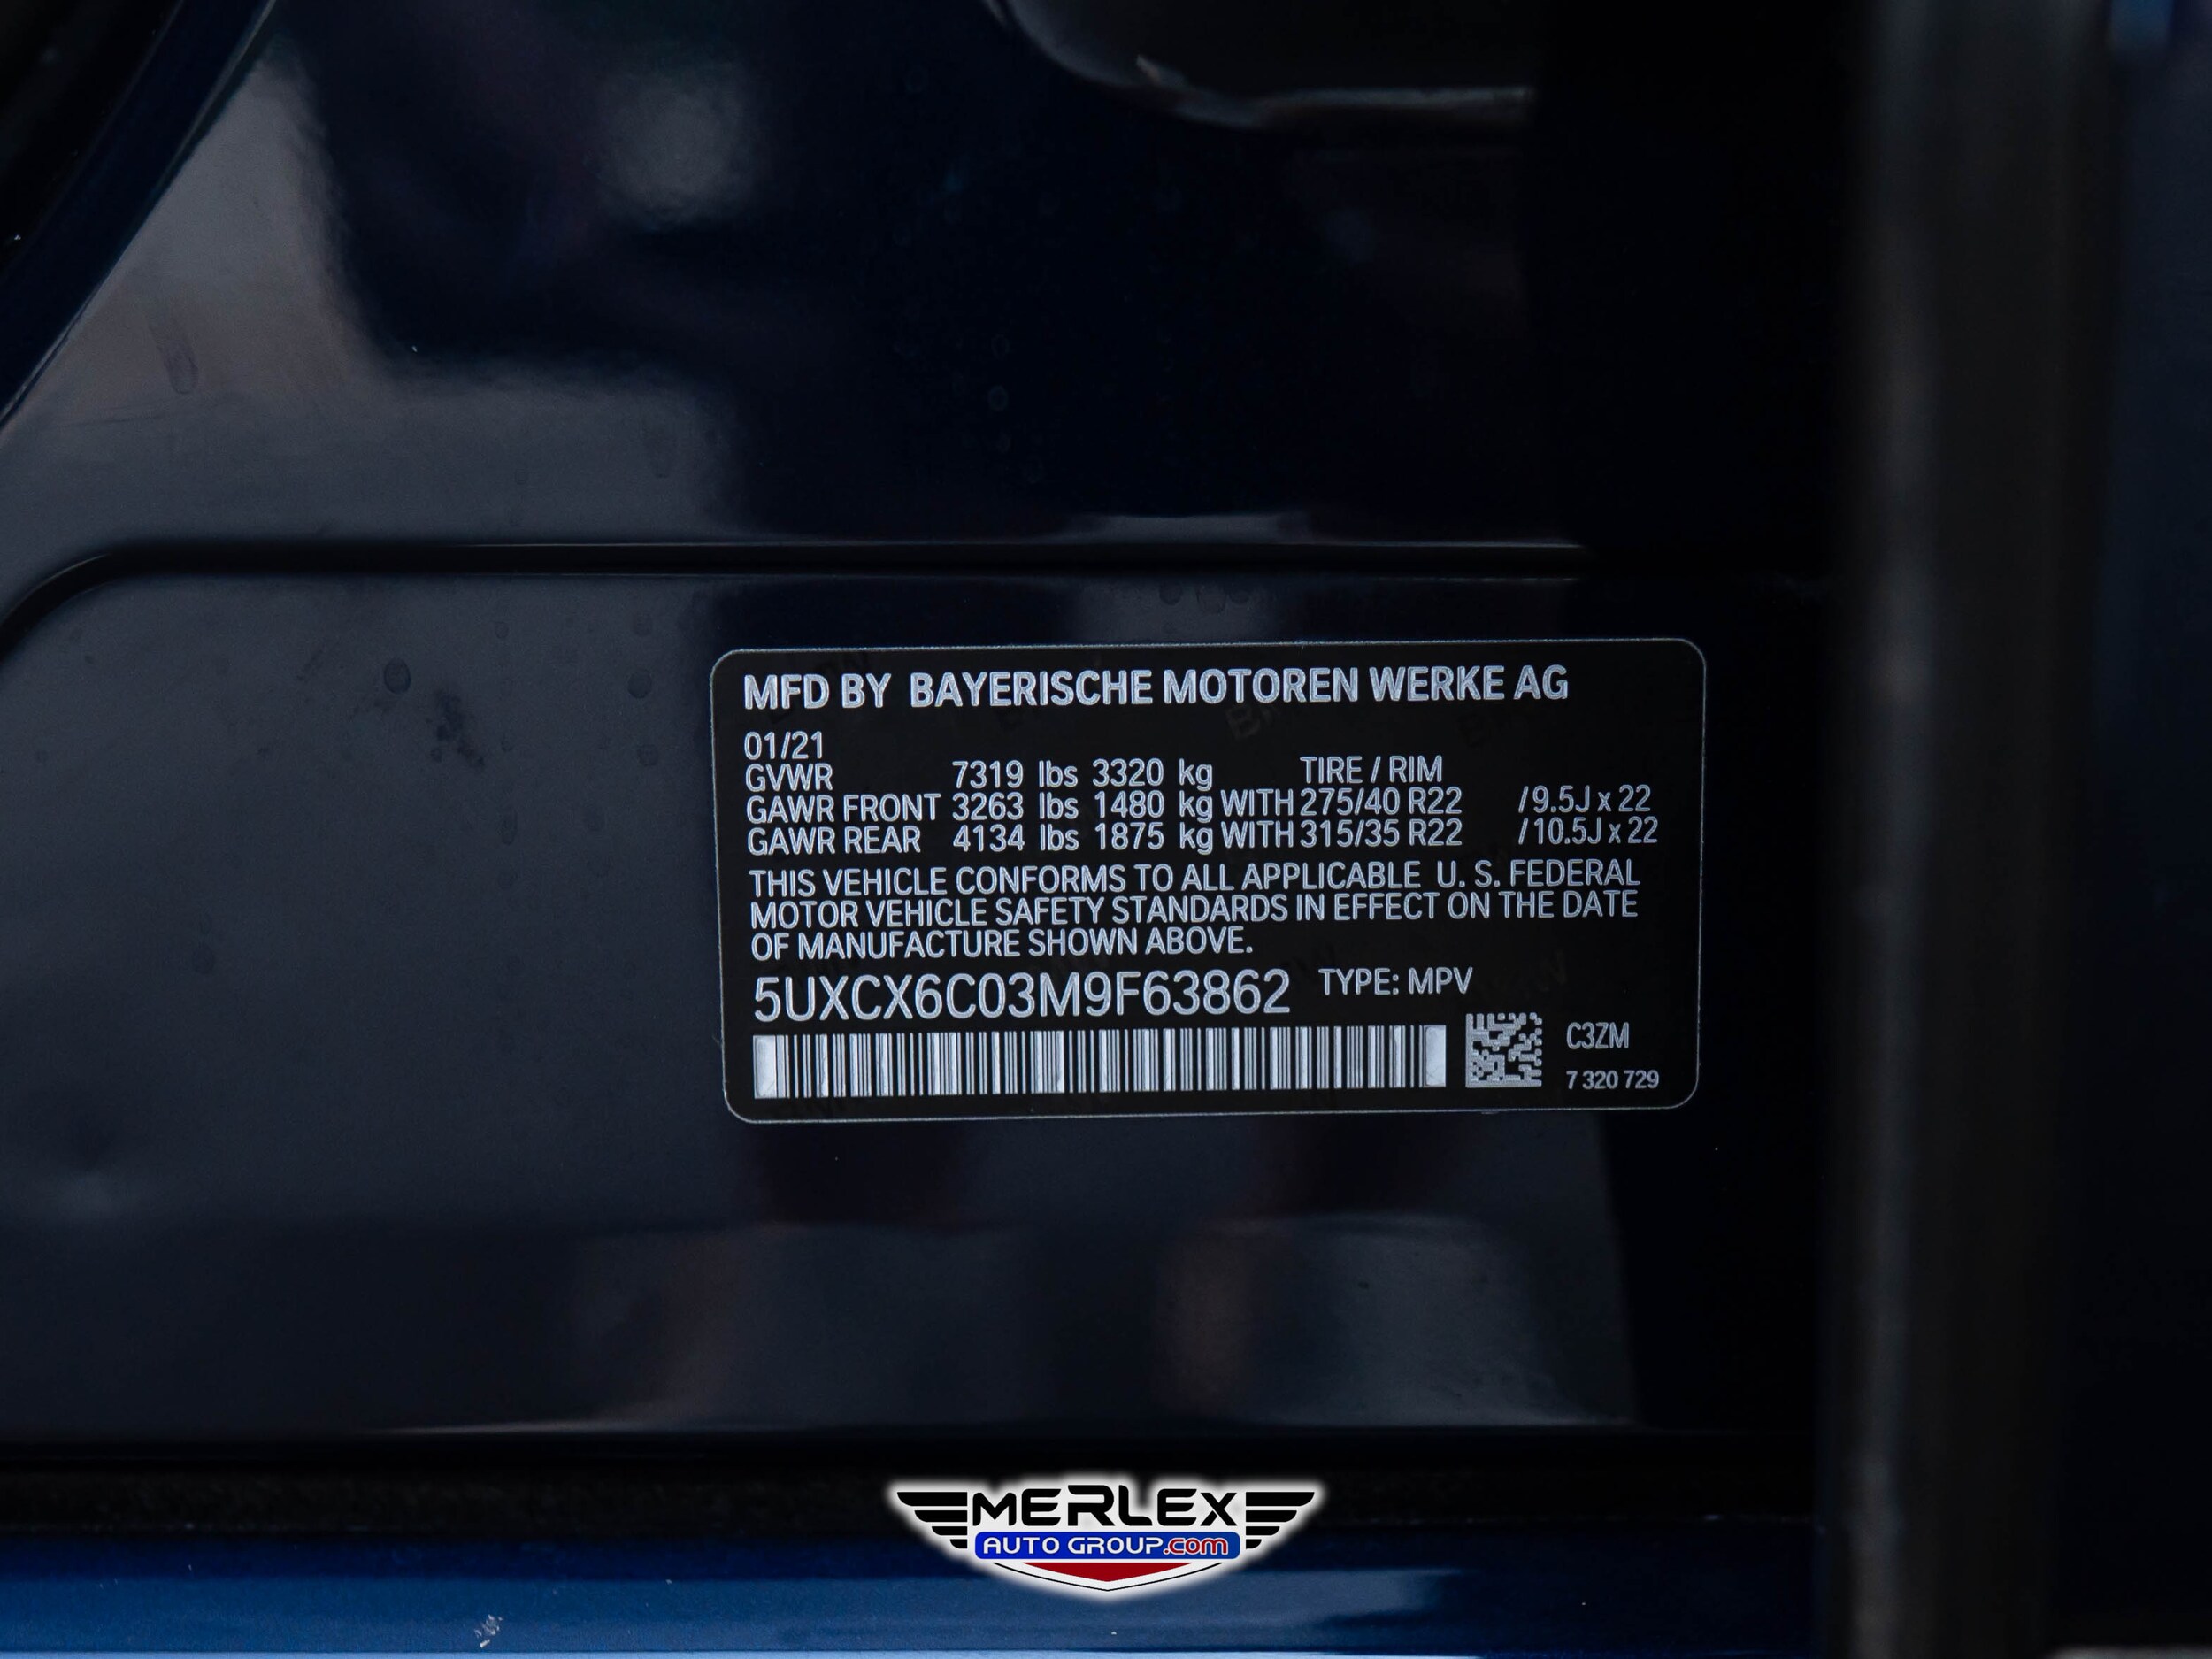 MFD BY BAYERISCHE MOTOREN WERKE AG
01/21
GVWR 7319 lbs 3320 kg TIRE / RIM
GAWR FRONT 3263 lbs 1480 kg WITH 275/40 R22 / 9.5J x 22
GAWR REAR 4134 lbs 1875 kg WITH 315/35 R22 / 10.5J x 22
THIS VEHICLE CONFORMS TO ALL APPLICABLE U. S. FEDERAL
MOTOR VEHICLE SAFETY STANDARDS IN EFFECT ON THE DATE
OF MANUFACTURE SHOWN ABOVE.
5UXCX6C03M9F63862 TYPE: MPV
C3ZM
7 320 729
MERLEX
AUTO GROUP.com